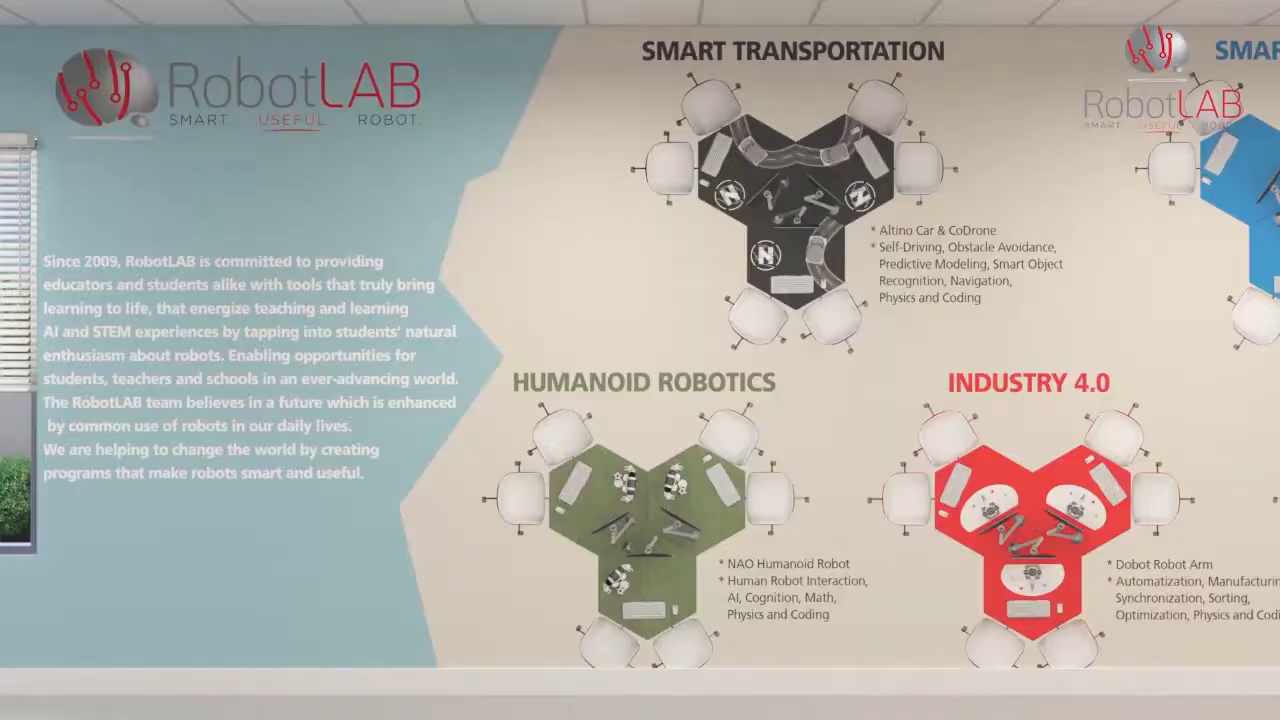 RobotLAB
SMART. USEFUL ROBOT.
Since 2009, RobotLAB is committed to providing
educators and students alike with tools that truly bring
learning to life, that energize teaching and learning
AI and STEM experiences by tapping into students' natural
enthusiasm about robots. Enabling opportunities for
students, teachers and schools in an ever-advancing world.
The RobotLAB team believes in a future which is enhanced
by common use of robots in our daily lives.
We are helping to change the world by creating
programs that make robots smart and useful.
SMART TRANSPORTATION
N
N
N
* Altino Car & CoDrone
* Self-Driving, Obstacle Avoidance,
Predictive Modeling, Smart Object
Recognition, Navigation,
Physics and Coding
RobotLAB
SMART USEFUL ROBOT
HUMANOID ROBOTICS
* NAO Humanoid Robot
* Human Robot Interaction,
AI, Cognition, Math,
Physics and Coding
INDUSTRY 4.0
* Dobot Robot Arm
* Automatization, Manufacturin
Synchronization, Sorting,
Optimization, Physics and Codi